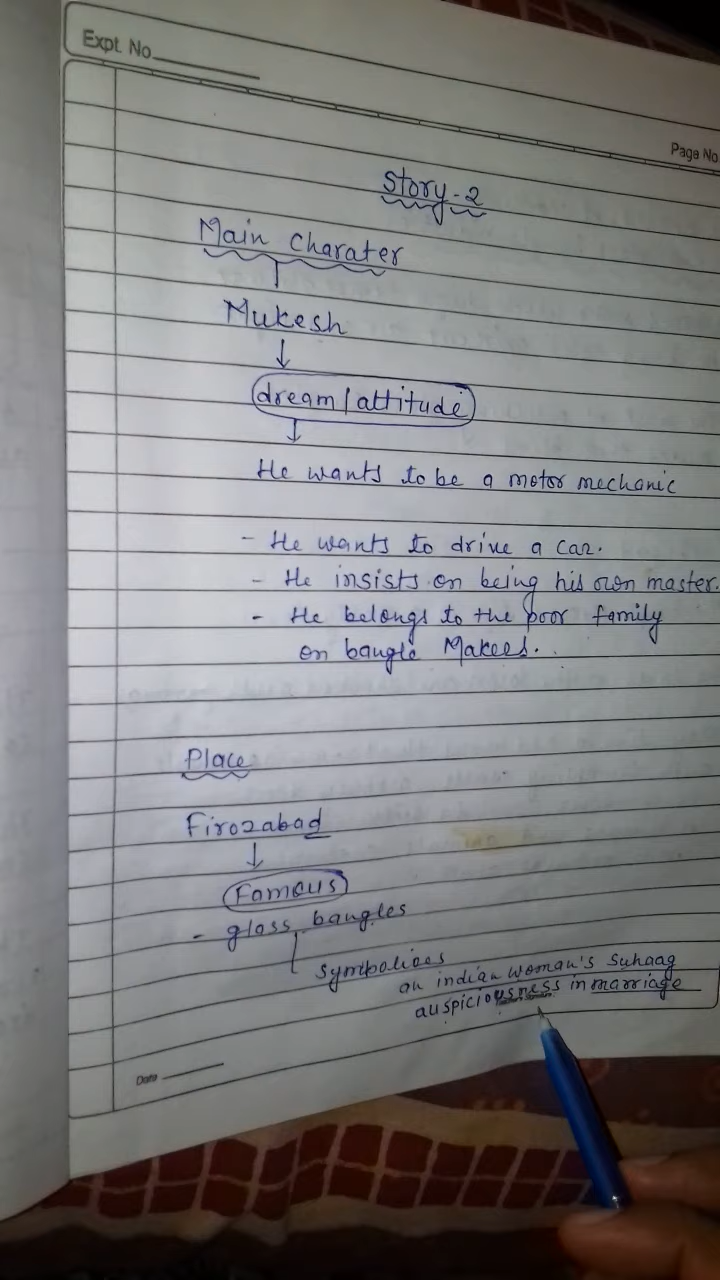 Expt. No.
Page No
Story-2
Main Charater
Mukesh
dream/attitude
He wants to be a motor mechanic
- He wants to drive a car.
- He insists on being his own master.
- He belongs to the poor family
on bangle Makees.
Place
Firozabad
Famous
- glass bangles
Symbolises
an indian woman's Suhaag
auspiciousness in marriage
Date